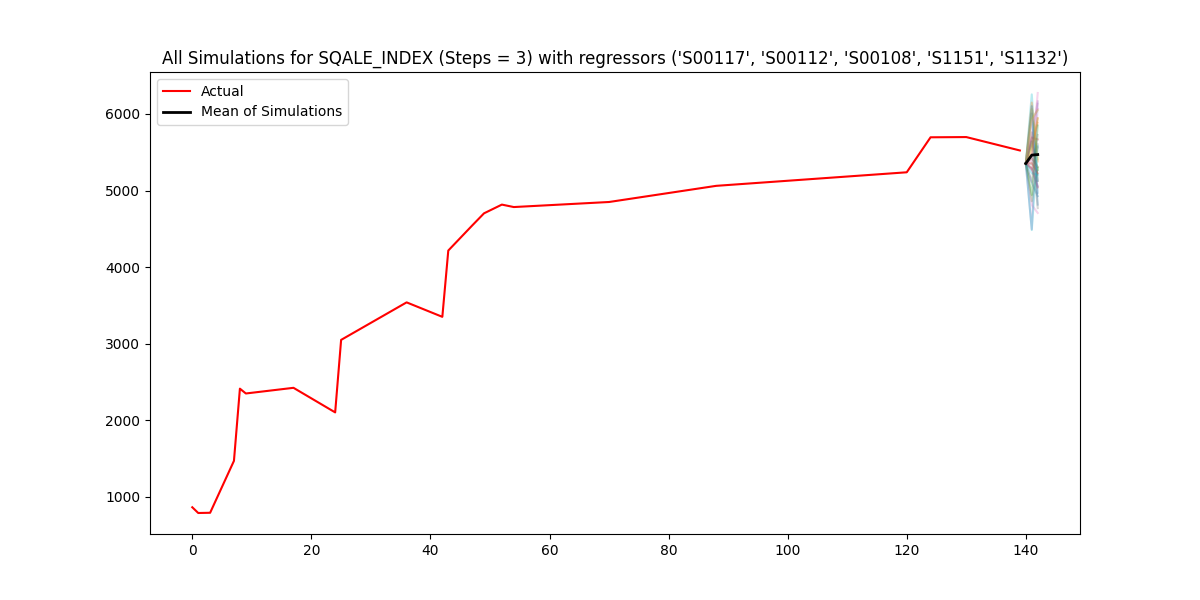 All Simulations for SQALE_INDEX (Steps = 3) with regressors ('S00117', 'S00112', 'S00108', 'S1151', 'S1132')
Actual
Mean of Simulations
6000
5000
4000
3000
2000
1000
0 20 40 60 80 100 120 140